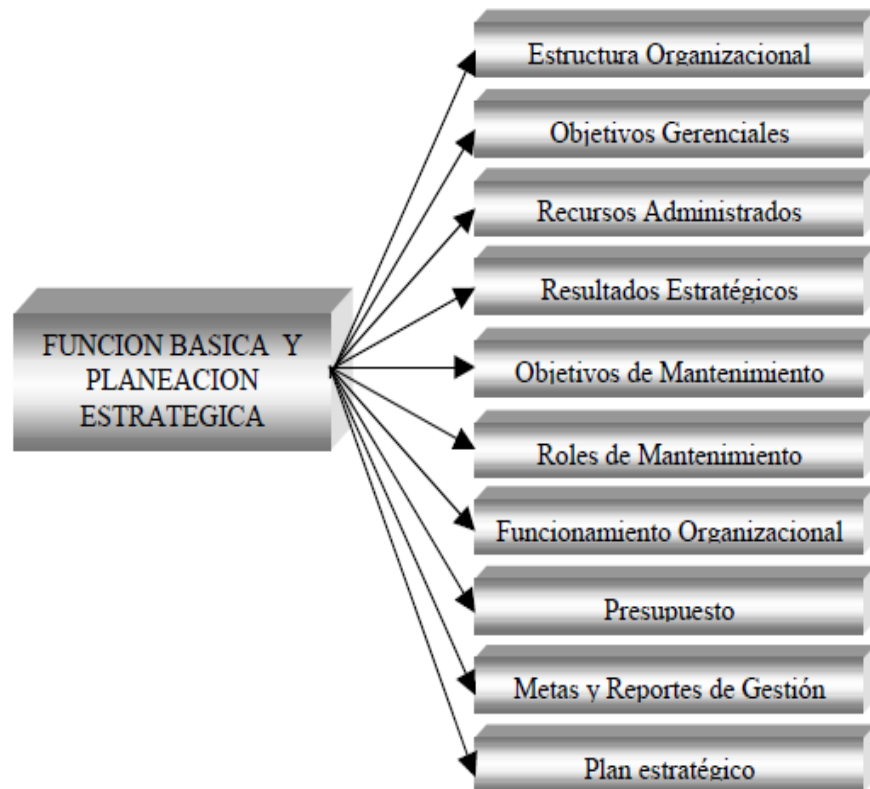 Estructura Organizacional
Objetivos Gerenciales
Recursos Administrados
Resultados Estratégicos
FUNCION BASICA Y
PLANEACION
ESTRATEGICA
Objetivos de Mantenimiento
Roles de Mantenimiento
Funcionamiento Organizacional
Presupuesto
Metas y Reportes de Gestión
Plan estratégico